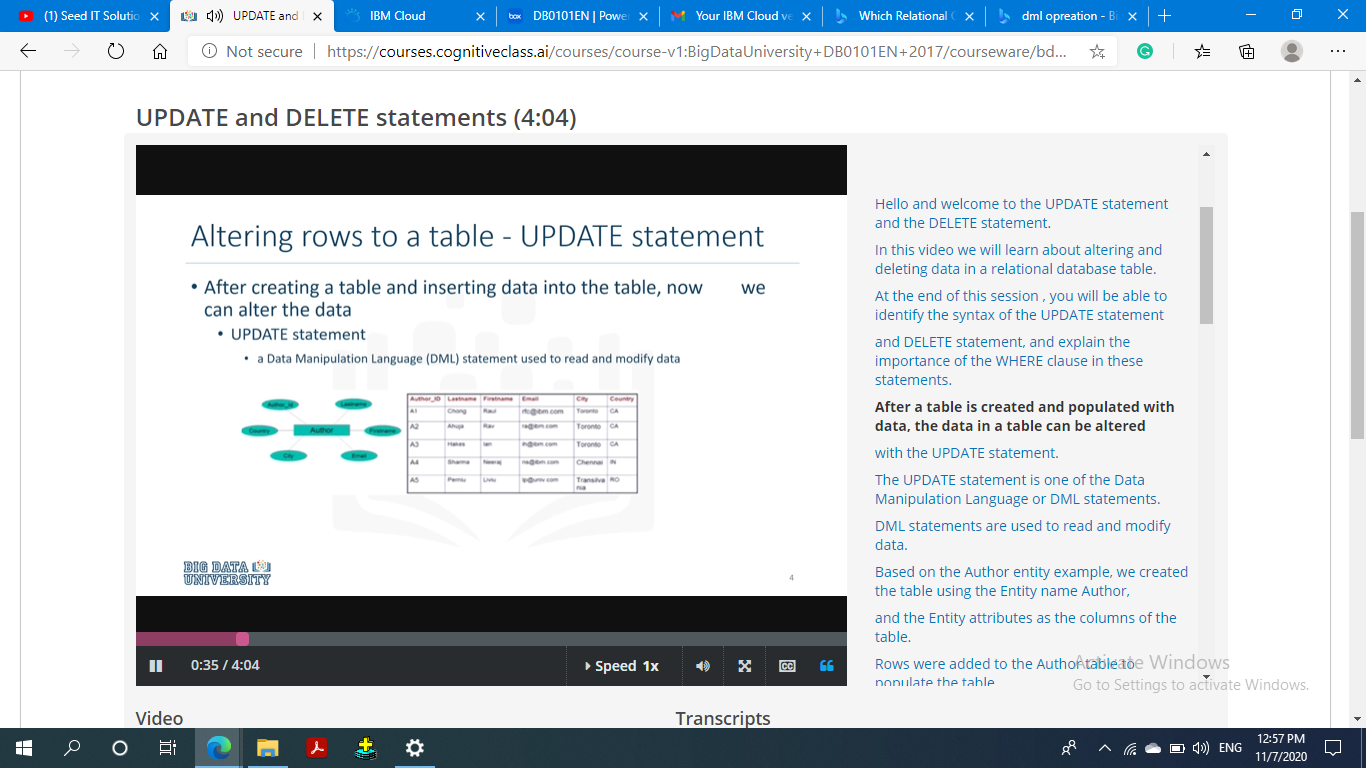 (1) Seed IT Solutio
UPDATE and
IBM Cloud
DB0101EN | Power
Your IBM Cloud ve
Which Relational
dml opreation - Bi
Not secure
https://courses.cognitiveclass.ai/courses/course-v1:BigDataUniversity+DB0101EN+2017/courseware/bd...
UPDATE and DELETE statements (4:04)
Altering rows to a table - UPDATE statement
• After creating a table and inserting data into the table, now we
can alter the data
• UPDATE statement
• a Data Manipulation Language (DML) statement used to read and modify data
Author_Id
Lastname
Country
Author
Firstname
City
Email
Author_ID Lastname Firstname Email City Country
A1 Chong Raul rfc@ibm.com Toronto CA
A2 Ahuja Rav ra@ibm.com Toronto CA
A3 Hakes Ian ih@ibm.com Toronto CA
A4 Sharma Neeraj ns@ibm.com Chennai IN
A5 Perniu Liviu lp@univ.com Transilva
nia RO
BIG DATA
UNIVERSITY
4
0:35 / 4:04
Speed 1x
CC
Hello and welcome to the UPDATE statement
and the DELETE statement.
In this video we will learn about altering and
deleting data in a relational database table.
At the end of this session , you will be able to
identify the syntax of the UPDATE statement
and DELETE statement, and explain the
importance of the WHERE clause in these
statements.
After a table is created and populated with
data, the data in a table can be altered
with the UPDATE statement.
The UPDATE statement is one of the Data
Manipulation Language or DML statements.
DML statements are used to read and modify
data.
Based on the Author entity example, we created
the table using the Entity name Author,
and the Entity attributes as the columns of the
table.
Rows were added to the Author table to
populate the table
Activate Windows
Go to Settings to activate Windows.
Video
Transcripts
ENG
12:57 PM
11/7/2020